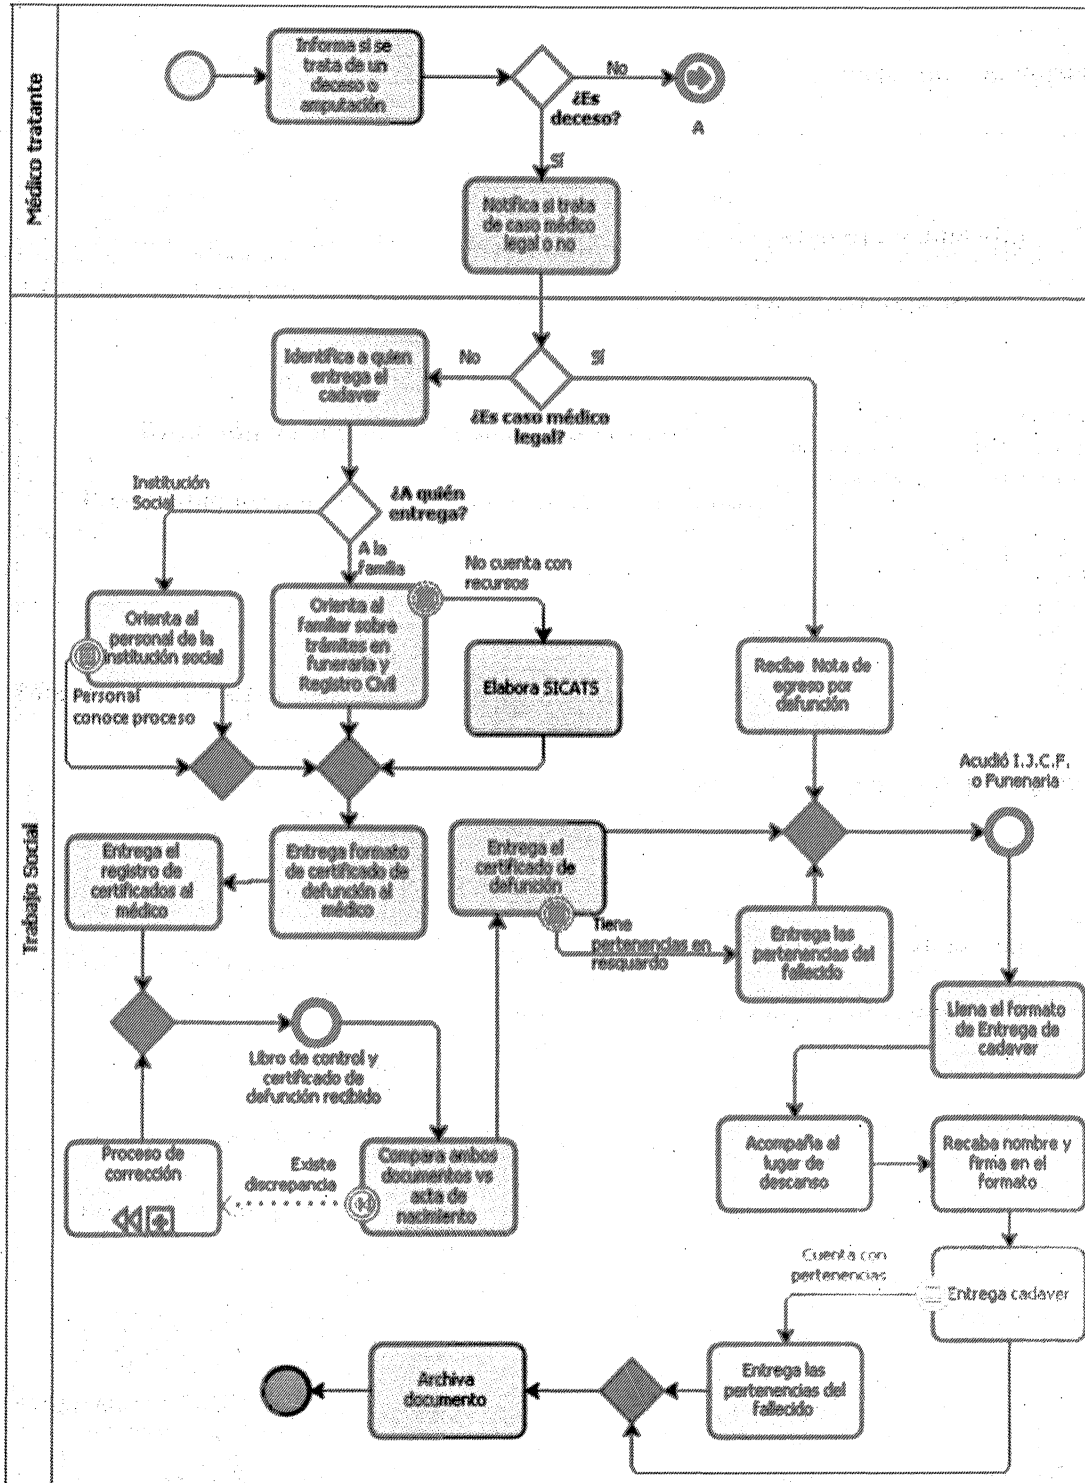 Médico tratante
Informa si se
trata de un
deceso o
amputación
No
¿Es
deceso?
A
Sí
Notifica si trata
de caso médico
legal o no
Trabajo Social
Identifica a quien
entrega el
cadaver
No
Sí
¿Es caso médico
legal?
Institución
Social
¿A quién
entrega?
A la
familia
No cuenta con
recursos
Orienta al
personal de la
institución social
Orienta al
familiar sobre
trámites en
funeraria y
Registro Civil
Elabora SICATS
Recibe Nota de
egreso por
defunción
Personal
conoce proceso
Acudió I.J.C.F.
o Funenaria
Entrega el
registro de
certificados al
médico
Entrega formato
de certificado de
defunción al
médico
Entrega el
certificado de
defunción
Tiene
pertenencias en
resguardo
Entrega las
pertenencias del
fallecido
Llena el formato
de Entrega de
cadaver
Libro de control y
certificado de
defunción recibido
Proceso de
corrección
Existe
discrepancia
Compara ambos
documentos vs
acta de
nacimiento
Acompaña al
lugar de
descanso
Recaba nombre y
firma en el
formato
Cuenta con
pertenencias
Entrega cadaver
Archiva
documento
Entrega las
pertenencias del
fallecido